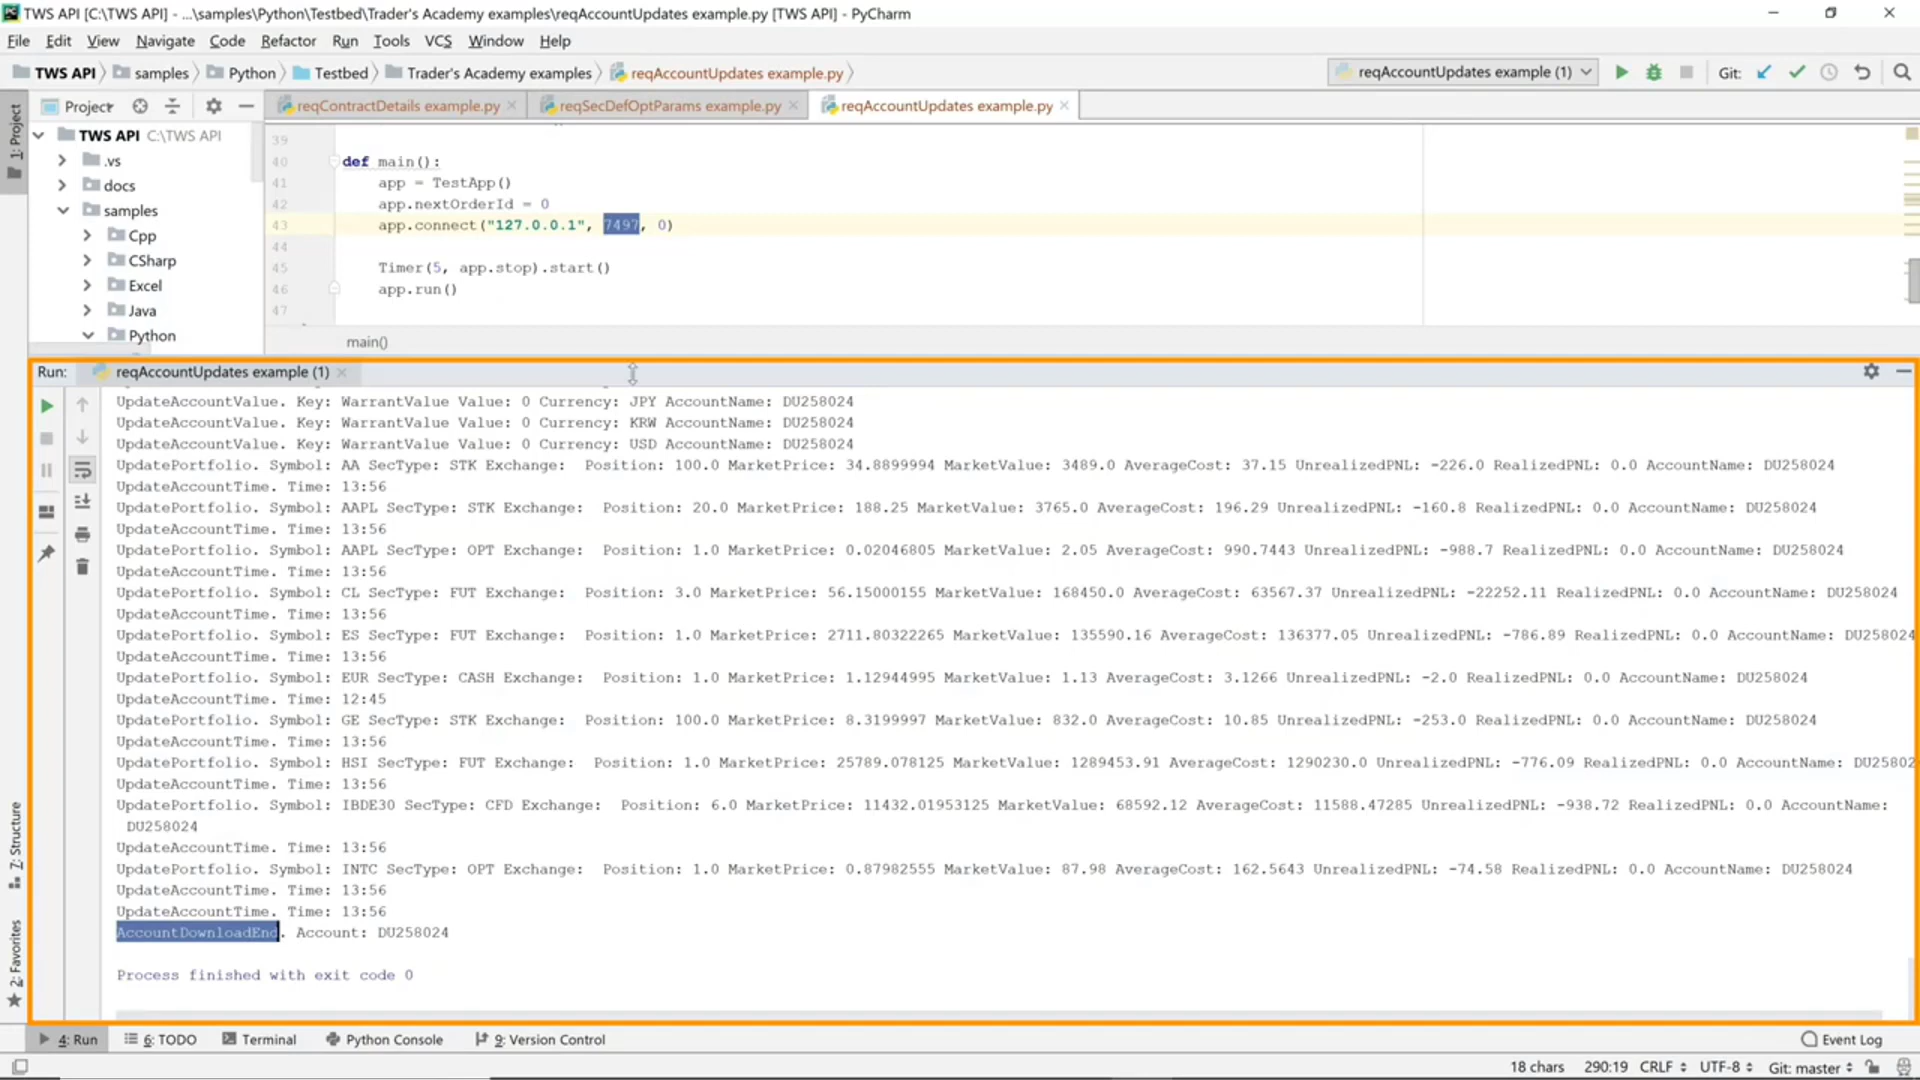 TWS API [C:\TWS API] - ...\samples\Python\Testbed\Trader's Academy examples\reqAccountUpdates example.py [TWS API] - PyCharm
File Edit View Navigate Code Refactor Run Tools VCS Window Help
TWS API samples Python Testbed Trader's Academy examples reqAccountUpdates example.py reqAccountUpdates example (1) Git:
1: Project
Project reqContractDetails example.py reqSecDefOptParams example.py reqAccountUpdates example.py
TWS API C:\TWS API
.vs
docs
samples
Cpp
CSharp
Excel
Java
Python
39
40 def main():
41 app = TestApp()
42 app.nextOrderId = 0
43 app.connect("127.0.0.1", 7497, 0)
44
45 Timer(5, app.stop).start()
46 app.run()
47
main()
Run: reqAccountUpdates example (1)
UpdateAccountValue. Key: WarrantValue Value: 0 Currency: JPY AccountName: DU258024
UpdateAccountValue. Key: WarrantValue Value: 0 Currency: KRW AccountName: DU258024
UpdateAccountValue. Key: WarrantValue Value: 0 Currency: USD AccountName: DU258024
UpdatePortfolio. Symbol: AA SecType: STK Exchange:  Position: 100.0 MarketPrice: 34.8899994 MarketValue: 3489.0 AverageCost: 37.15 UnrealizedPNL: -226.0 RealizedPNL: 0.0 AccountName: DU258024
UpdateAccountTime. Time: 13:56
UpdatePortfolio. Symbol: AAPL SecType: STK Exchange:  Position: 20.0 MarketPrice: 188.25 MarketValue: 3765.0 AverageCost: 196.29 UnrealizedPNL: -160.8 RealizedPNL: 0.0 AccountName: DU258024
UpdateAccountTime. Time: 13:56
UpdatePortfolio. Symbol: AAPL SecType: OPT Exchange:  Position: 1.0 MarketPrice: 0.02046805 MarketValue: 2.05 AverageCost: 990.7443 UnrealizedPNL: -988.7 RealizedPNL: 0.0 AccountName: DU258024
UpdateAccountTime. Time: 13:56
UpdatePortfolio. Symbol: CL SecType: FUT Exchange:  Position: 3.0 MarketPrice: 56.15000155 MarketValue: 168450.0 AverageCost: 63567.37 UnrealizedPNL: -22252.11 RealizedPNL: 0.0 AccountName: DU258024
UpdateAccountTime. Time: 13:56
UpdatePortfolio. Symbol: ES SecType: FUT Exchange:  Position: 1.0 MarketPrice: 2711.80322265 MarketValue: 135590.16 AverageCost: 136377.05 UnrealizedPNL: -786.89 RealizedPNL: 0.0 AccountName: DU258024
UpdateAccountTime. Time: 13:56
UpdatePortfolio. Symbol: EUR SecType: CASH Exchange:  Position: 1.0 MarketPrice: 1.12944995 MarketValue: 1.13 AverageCost: 3.1266 UnrealizedPNL: -2.0 RealizedPNL: 0.0 AccountName: DU258024
UpdateAccountTime. Time: 12:45
UpdatePortfolio. Symbol: GE SecType: STK Exchange:  Position: 100.0 MarketPrice: 8.3199997 MarketValue: 832.0 AverageCost: 10.85 UnrealizedPNL: -253.0 RealizedPNL: 0.0 AccountName: DU258024
UpdateAccountTime. Time: 13:56
UpdatePortfolio. Symbol: HSI SecType: FUT Exchange:  Position: 1.0 MarketPrice: 25789.078125 MarketValue: 1289453.91 AverageCost: 1290230.0 UnrealizedPNL: -776.09 RealizedPNL: 0.0 AccountName: DU25802
UpdateAccountTime. Time: 13:56
UpdatePortfolio. Symbol: IBDE30 SecType: CFD Exchange:  Position: 6.0 MarketPrice: 11432.01953125 MarketValue: 68592.12 AverageCost: 11588.47285 UnrealizedPNL: -938.72 RealizedPNL: 0.0 AccountName:
DU258024
UpdateAccountTime. Time: 13:56
UpdatePortfolio. Symbol: INTC SecType: OPT Exchange:  Position: 1.0 MarketPrice: 0.87982555 MarketValue: 87.98 AverageCost: 162.5643 UnrealizedPNL: -74.58 RealizedPNL: 0.0 AccountName: DU258024
UpdateAccountTime. Time: 13:56
UpdateAccountTime. Time: 13:56
AccountDownloadEnd. Account: DU258024
Process finished with exit code 0
Z: Structure
2: Favorites
4: Run 6: TODO Terminal Python Console 9: Version Control Event Log
18 chars 290:19 CRLF UTF-8 Git: master